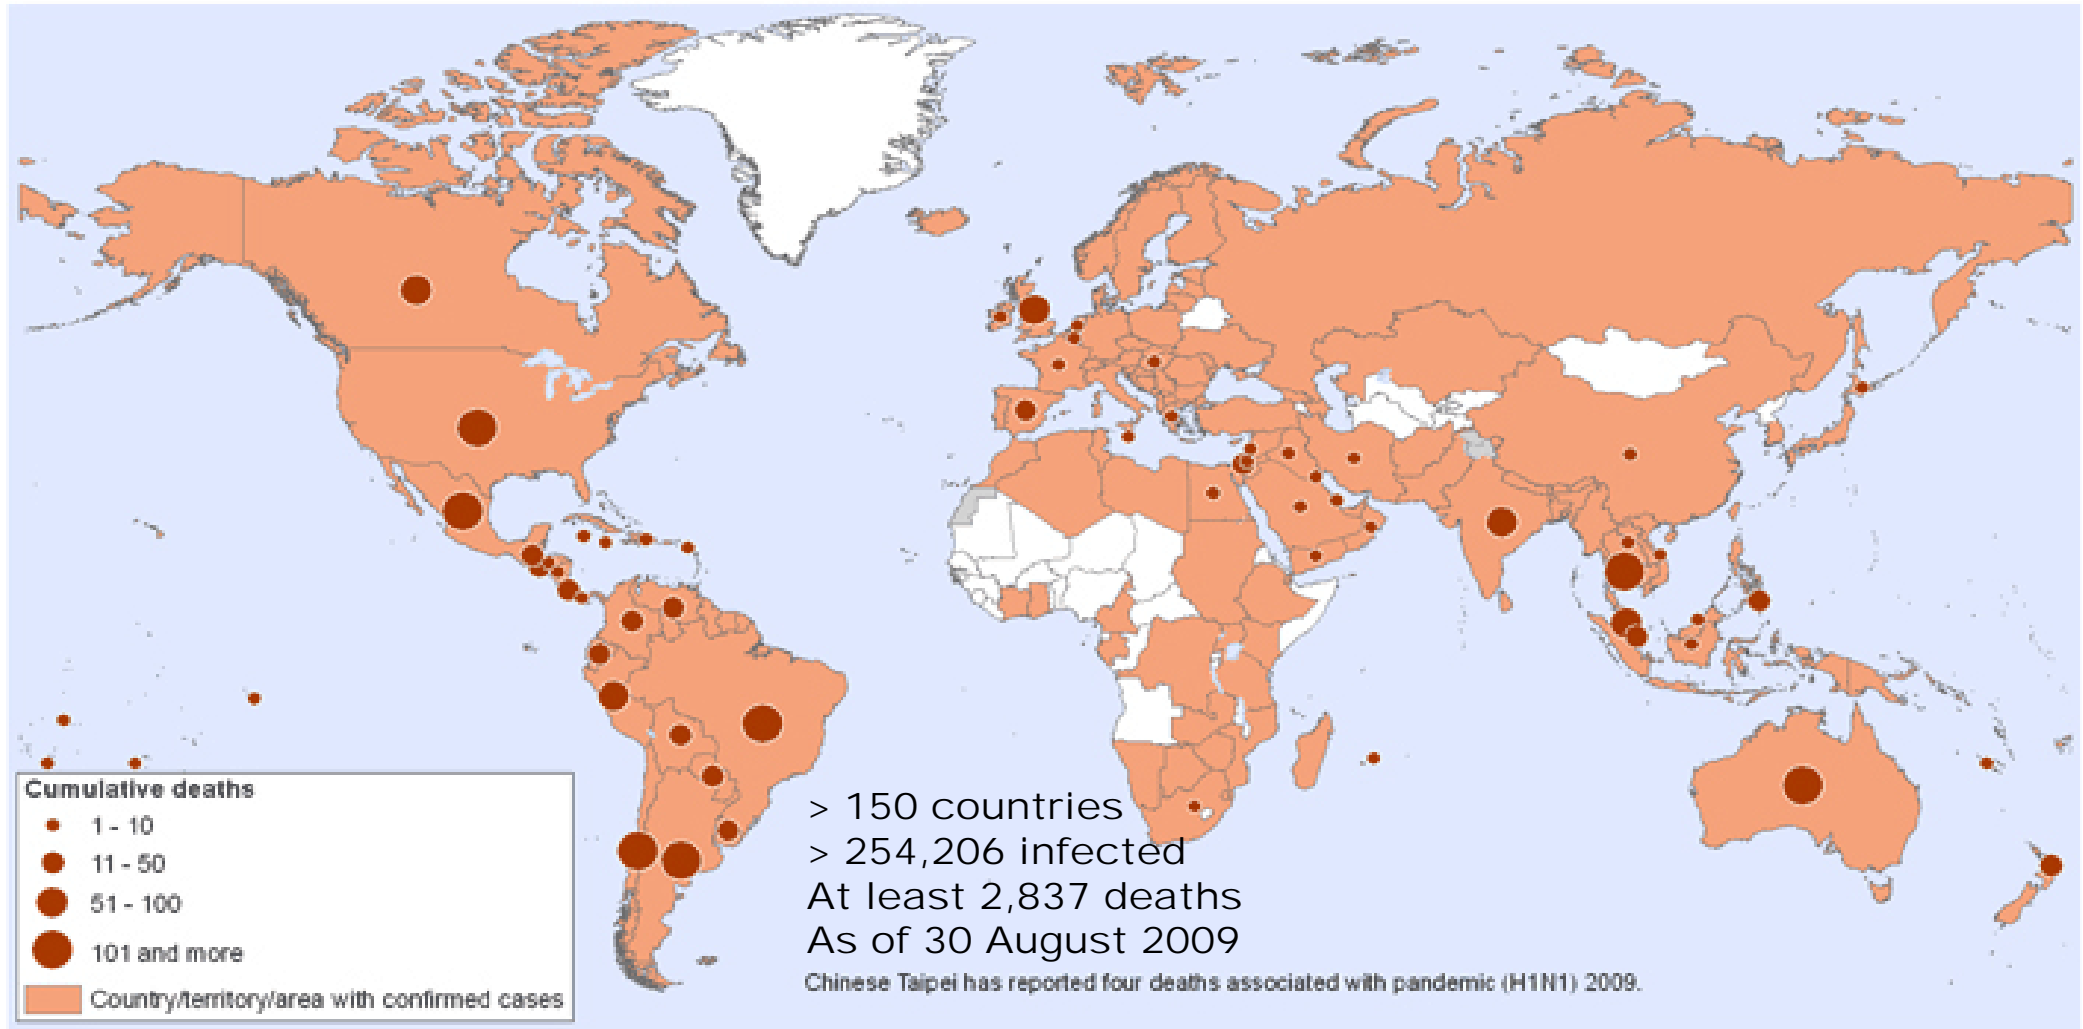 Cumulative deaths
1 - 10
11 - 50
51 - 100
101 and more
Country/territory/area with confirmed cases
> 150 countries
> 254,206 infected
At least 2,837 deaths
As of 30 August 2009
Chinese Taipei has reported four deaths associated with pandemic (H1N1) 2009.